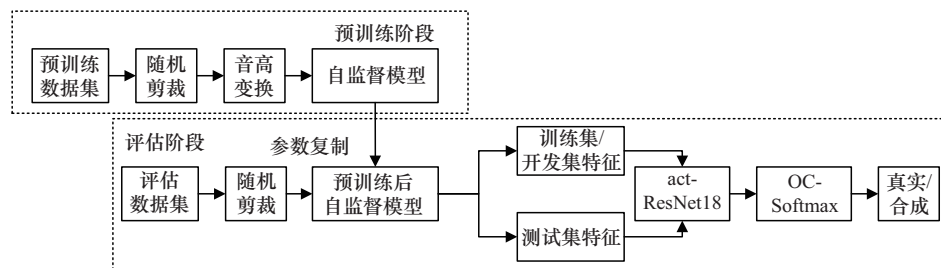 预训练阶段
预训练
数据集
随机
剪裁
音高
变换
自监督模型
评估阶段
参数复制
评估
数据集
随机
剪裁
预训练后
自监督模型
训练集/
开发集特征
测试集特征
act-
ResNet18
OC-
Softmax
真实/
合成